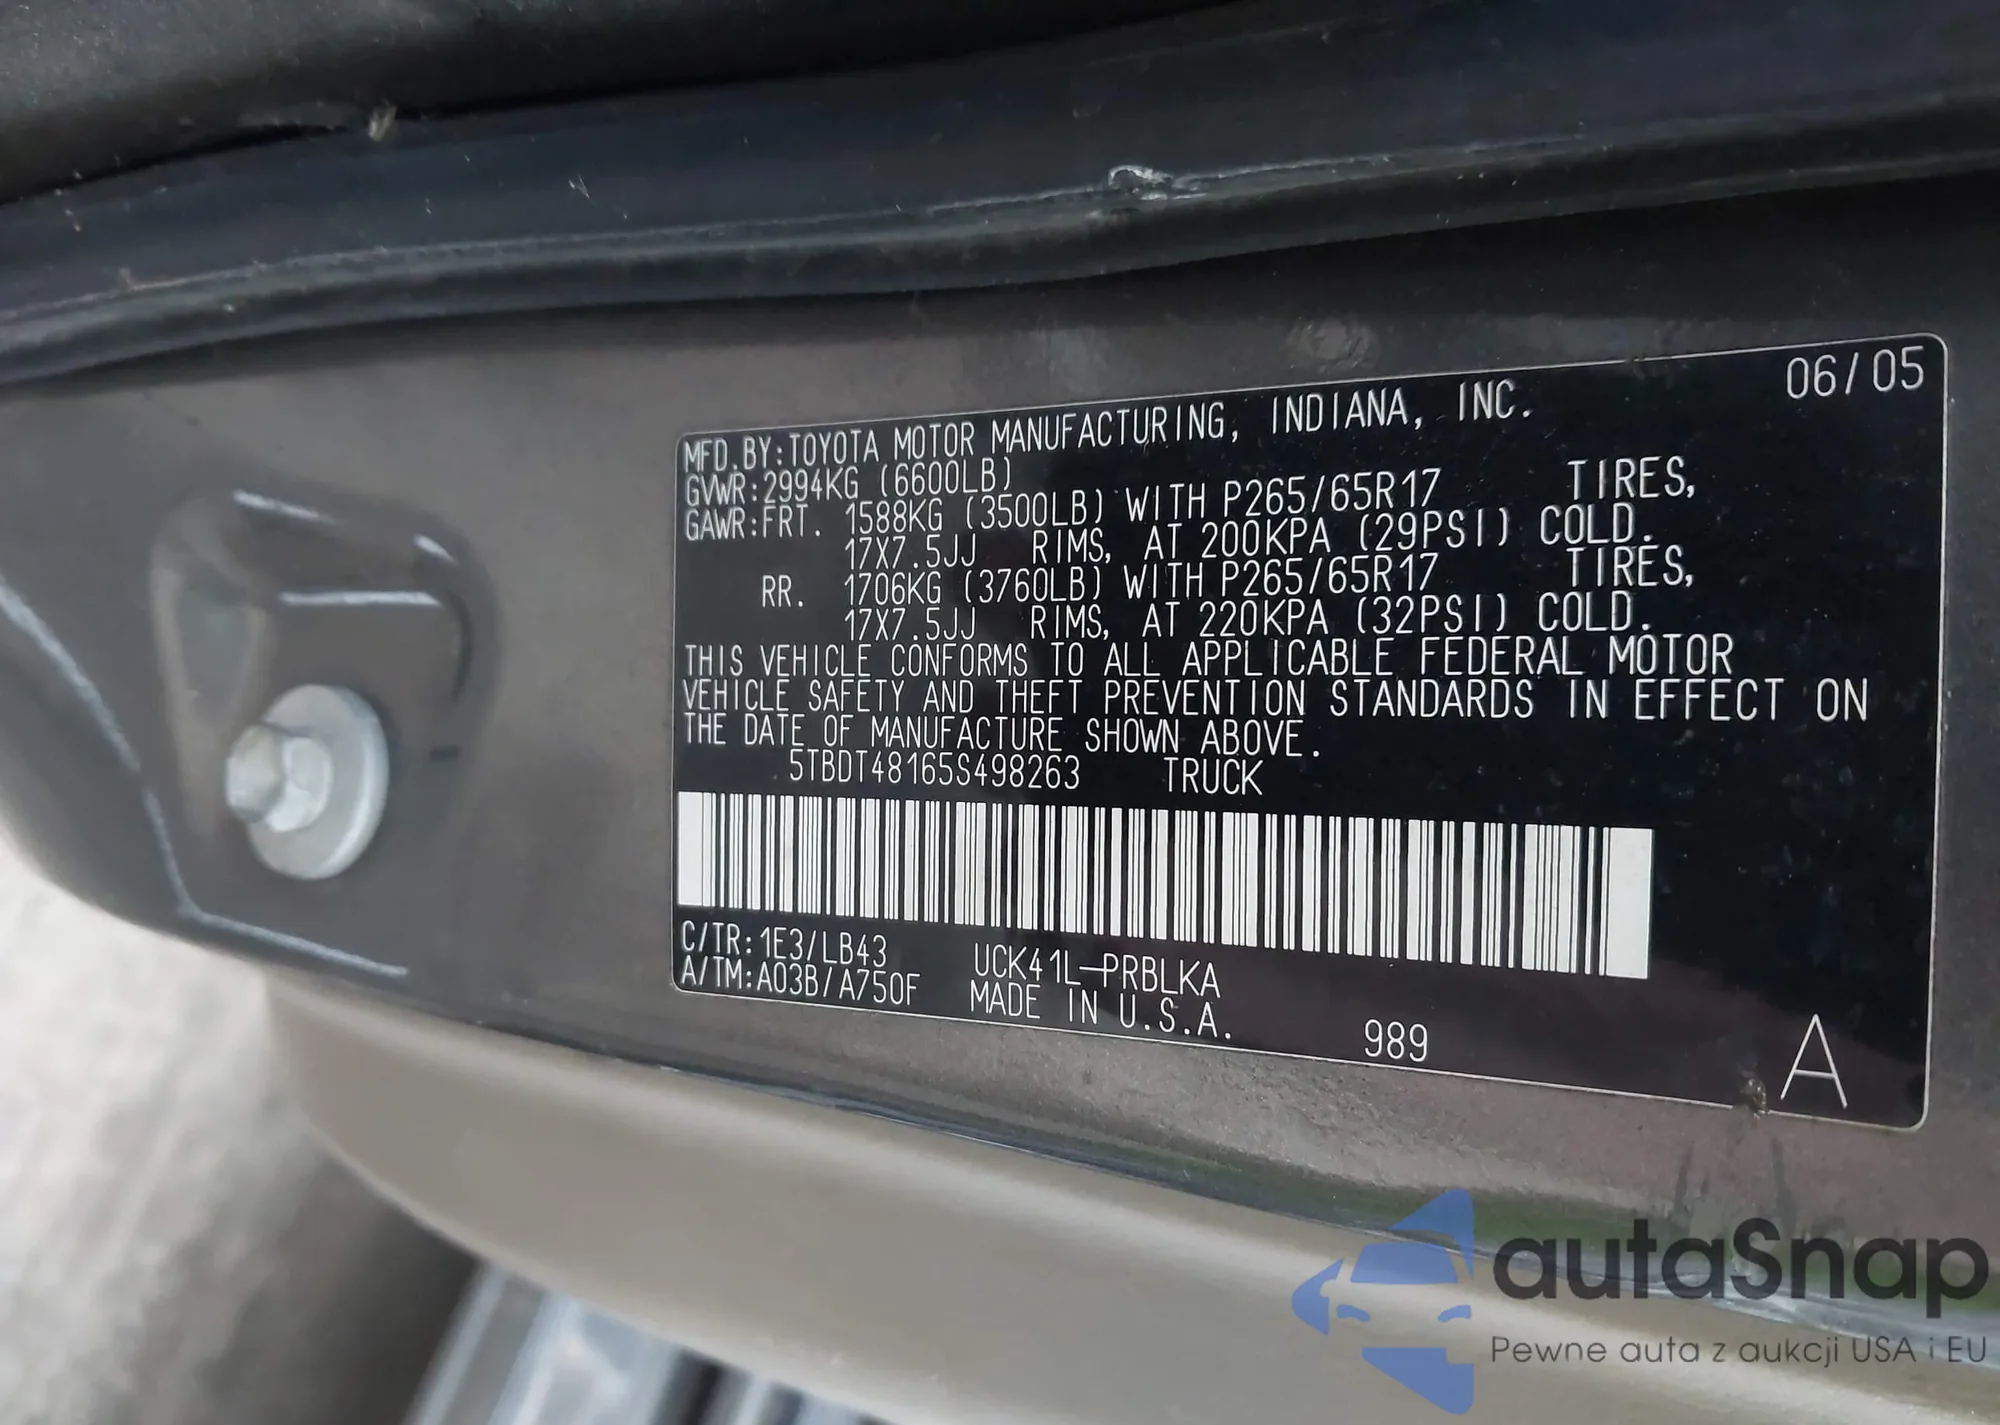 06/05
MFD.BY:TOYOTA MOTOR MANUFACTURING, INDIANA, INC.
GVWR:2994KG (6600LB)
GAWR:FRT. 1588KG (3500LB) WITH P265/65R17 TIRES,
17X7.5JJ RIMS, AT 200KPA (29PSI) COLD.
RR. 1706KG (3760LB) WITH P265/65R17 TIRES,
17X7.5JJ RIMS, AT 220KPA (32PSI) COLD.
THIS VEHICLE CONFORMS TO ALL APPLICABLE FEDERAL MOTOR
VEHICLE SAFETY AND THEFT PREVENTION STANDARDS IN EFFECT ON
THE DATE OF MANUFACTURE SHOWN ABOVE.
5TBDT48165S498263 TRUCK
C/TR:1E3/LB43 UCK41L-PRBLKA
A/TM:A03B/A750F MADE IN U.S.A.
989
A
autaSnap
Pewne auta z aukcji USA i EU